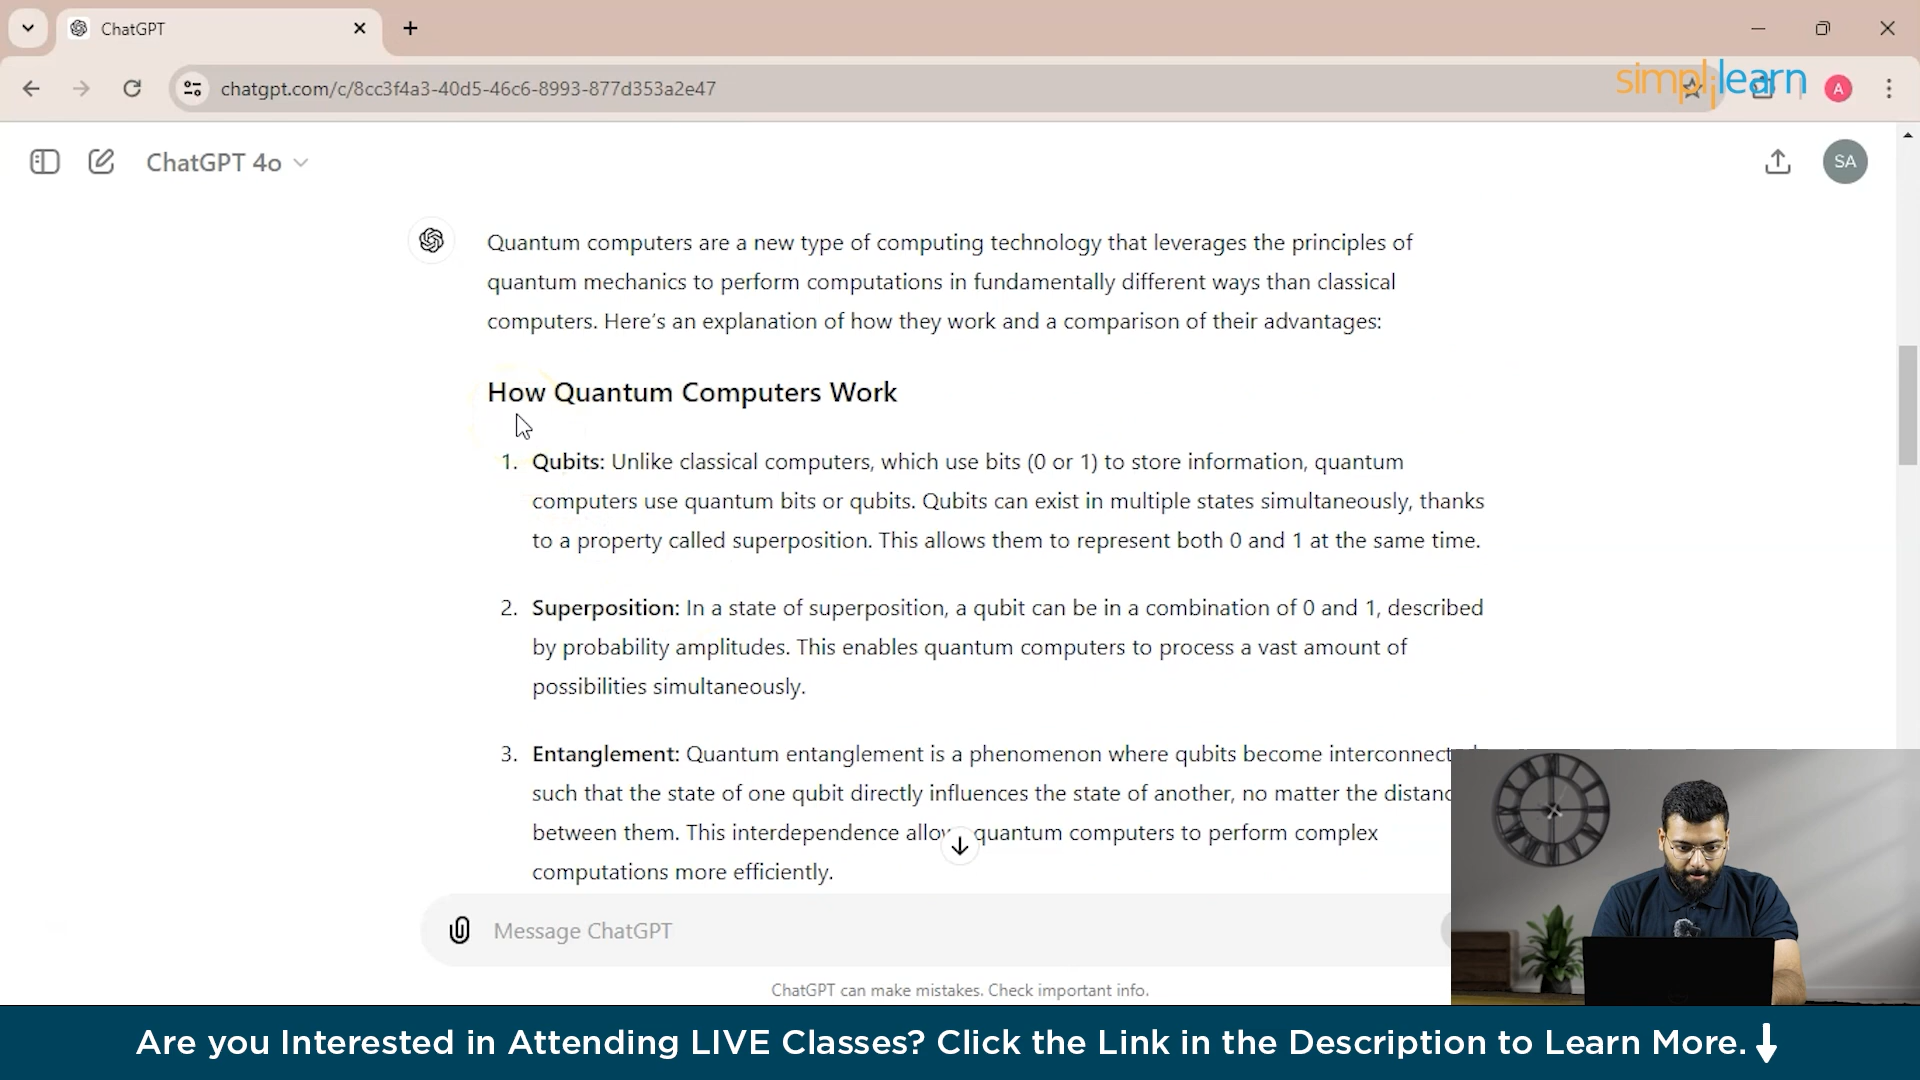 ChatGPT
chatgpt.com/c/8cc3f4a3-40d5-46c6-8993-877d353a2e47
simplilearn
A
ChatGPT 4o
SA
Quantum computers are a new type of computing technology that leverages the principles of
quantum mechanics to perform computations in fundamentally different ways than classical
computers. Here's an explanation of how they work and a comparison of their advantages:
How Quantum Computers Work
1. Qubits: Unlike classical computers, which use bits (0 or 1) to store information, quantum
computers use quantum bits or qubits. Qubits can exist in multiple states simultaneously, thanks
to a property called superposition. This allows them to represent both 0 and 1 at the same time.
2. Superposition: In a state of superposition, a qubit can be in a combination of 0 and 1, described
by probability amplitudes. This enables quantum computers to process a vast amount of
possibilities simultaneously.
3. Entanglement: Quantum entanglement is a phenomenon where qubits become
such that the state of one qubit directly influences the state of another, no matter the
between them. This interdependence quantum computers to perform complex
computations more efficiently.
Message ChatGPT
ChatGPT can make mistakes. Check important info.
Are you Interested in Attending LIVE Classes? Click the Link in the Description to Learn More.